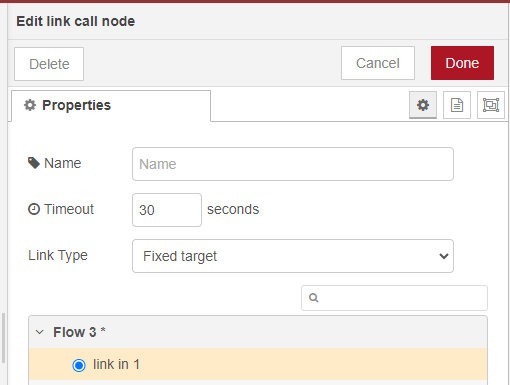 Edit link call node
Delete
Cancel
Done
Properties
Name
Name
Timeout
30
seconds
Link Type
Fixed target
Flow 3 *
link in 1